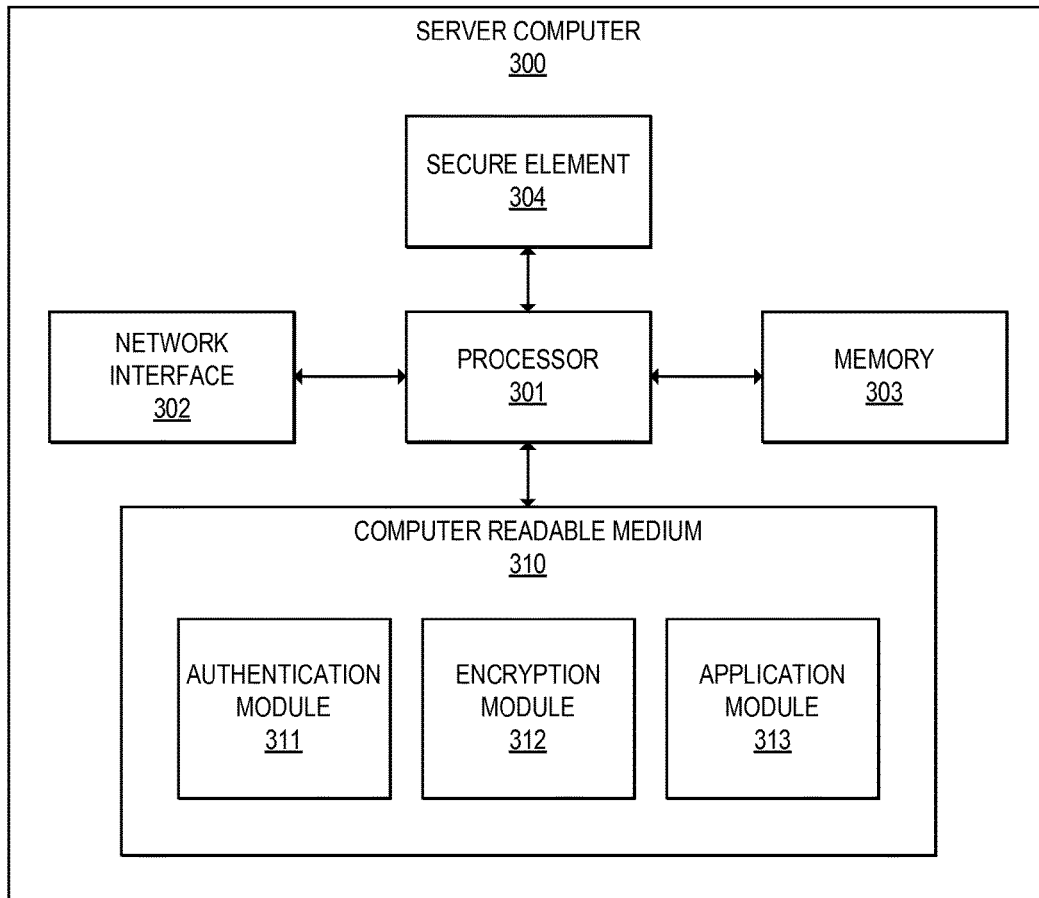 SERVER COMPUTER
300
SECURE ELEMENT
304
NETWORK
INTERFACE
302
PROCESSOR
301
MEMORY
303
COMPUTER READABLE MEDIUM
310
AUTHENTICATION
MODULE
311
ENCRYPTION
MODULE
312
APPLICATION
MODULE
313